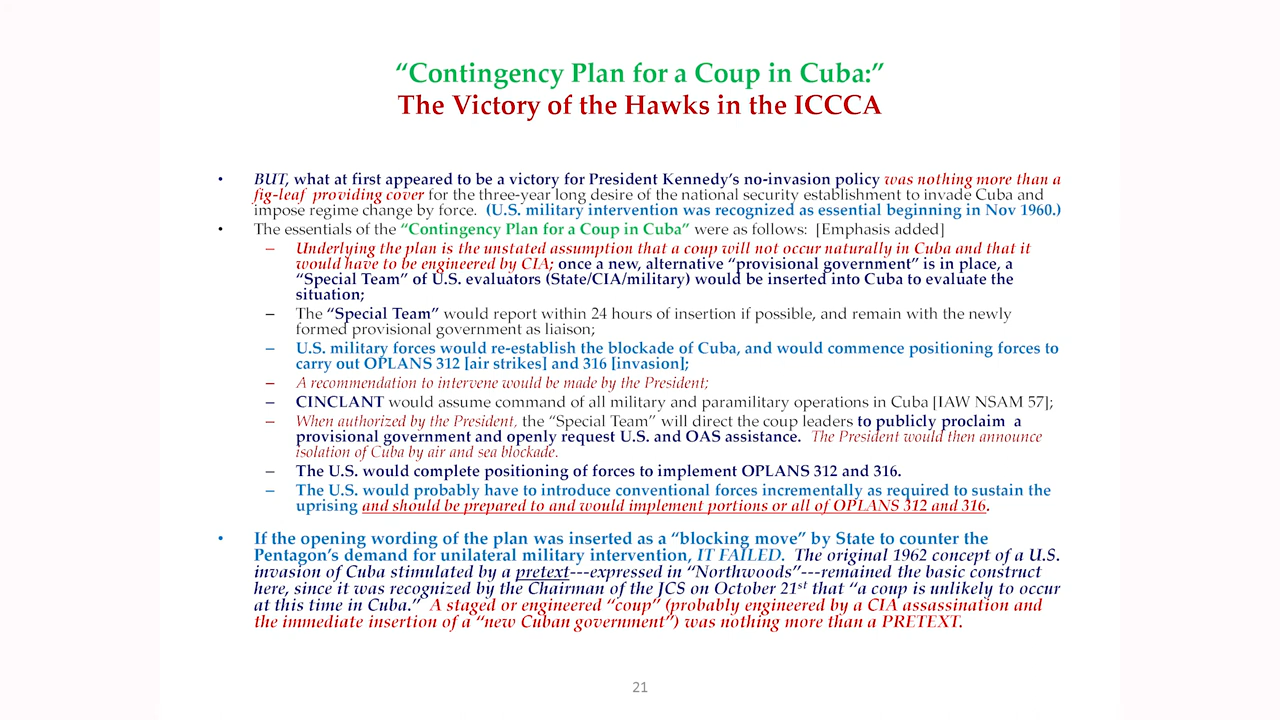 “Contingency Plan for a Coup in Cuba:”
The Victory of the Hawks in the ICCCA
• BUT, what at first appeared to be a victory for President Kennedy’s no-invasion policy was nothing more than a
fig-leaf providing cover for the three-year long desire of the national security establishment to invade Cuba and
impose regime change by force. (U.S. military intervention was recognized as essential beginning in Nov 1960.)
• The essentials of the “Contingency Plan for a Coup in Cuba” were as follows: [Emphasis added]
– Underlying the plan is the unstated assumption that a coup will not occur naturally in Cuba and that it
would have to be engineered by CIA; once a new, alternative “provisional government” is in place, a
“Special Team” of U.S. evaluators (State/CIA/military) would be inserted into Cuba to evaluate the
situation;
– The “Special Team” would report within 24 hours of insertion if possible, and remain with the newly
formed provisional government as liaison;
– U.S. military forces would re-establish the blockade of Cuba, and would commence positioning forces to
carry out OPLANS 312 [air strikes] and 316 [invasion];
– A recommendation to intervene would be made by the President;
– CINCLANT would assume command of all military and paramilitary operations in Cuba [IAW NSAM 57];
– When authorized by the President, the “Special Team” will direct the coup leaders to publicly proclaim a
provisional government and openly request U.S. and OAS assistance. The President would then announce
isolation of Cuba by air and sea blockade.
– The U.S. would complete positioning of forces to implement OPLANS 312 and 316.
– The U.S. would probably have to introduce conventional forces incrementally as required to sustain the
uprising and should be prepared to and would implement portions or all of OPLANS 312 and 316.
• If the opening wording of the plan was inserted as a “blocking move” by State to counter the
Pentagon’s demand for unilateral military intervention, IT FAILED. The original 1962 concept of a U.S.
invasion of Cuba stimulated by a pretext---expressed in “Northwoods”---remained the basic construct
here, since it was recognized by the Chairman of the JCS on October 21st that “a coup is unlikely to occur
at this time in Cuba.” A staged or engineered “coup” (probably engineered by a CIA assassination and
the immediate insertion of a “new Cuban government”) was nothing more than a PRETEXT.
21